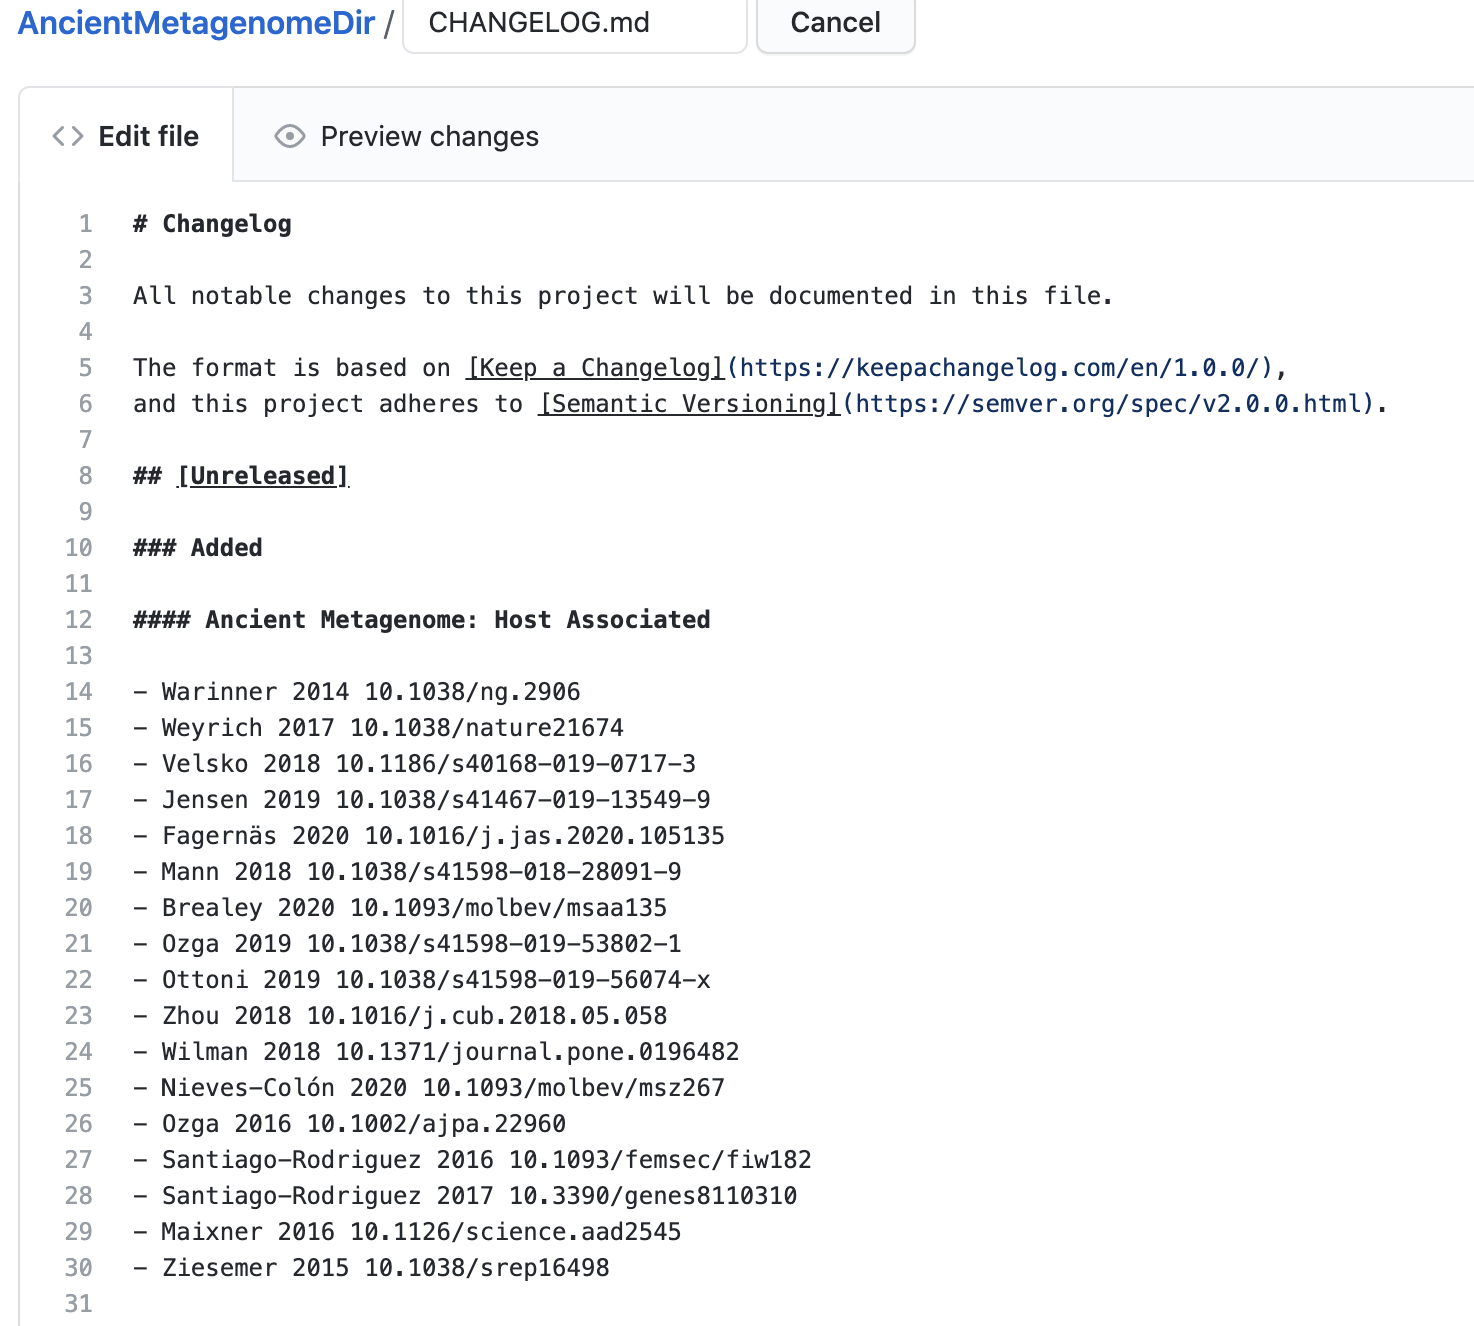 AncientMetagenomeDir / CHANGELOG.md Cancel
Edit file Preview changes
1 # Changelog
2
3 All notable changes to this project will be documented in this file.
4
5 The format is based on [Keep a Changelog](https://keepachangelog.com/en/1.0.0/),
6 and this project adheres to [Semantic Versioning](https://semver.org/spec/v2.0.0.html).
7
8 ## [Unreleased]
9
10 ### Added
11
12 #### Ancient Metagenome: Host Associated
13
14 - Warinner 2014 10.1038/ng.2906
15 - Weyrich 2017 10.1038/nature21674
16 - Velsko 2018 10.1186/s40168-019-0717-3
17 - Jensen 2019 10.1038/s41467-019-13549-9
18 - Fagernäs 2020 10.1016/j.jas.2020.105135
19 - Mann 2018 10.1038/s41598-018-28091-9
20 - Brealey 2020 10.1093/molbev/msaa135
21 - Ozga 2019 10.1038/s41598-019-53802-1
22 - Ottoni 2019 10.1038/s41598-019-56074-x
23 - Zhou 2018 10.1016/j.cub.2018.05.058
24 - Wilman 2018 10.1371/journal.pone.0196482
25 - Nieves-Colón 2020 10.1093/molbev/msz267
26 - Ozga 2016 10.1002/ajpa.22960
27 - Santiago-Rodriguez 2016 10.1093/femsec/fiw182
28 - Santiago-Rodriguez 2017 10.3390/genes8110310
29 - Maixner 2016 10.1126/science.aad2545
30 - Ziesemer 2015 10.1038/srep16498
31